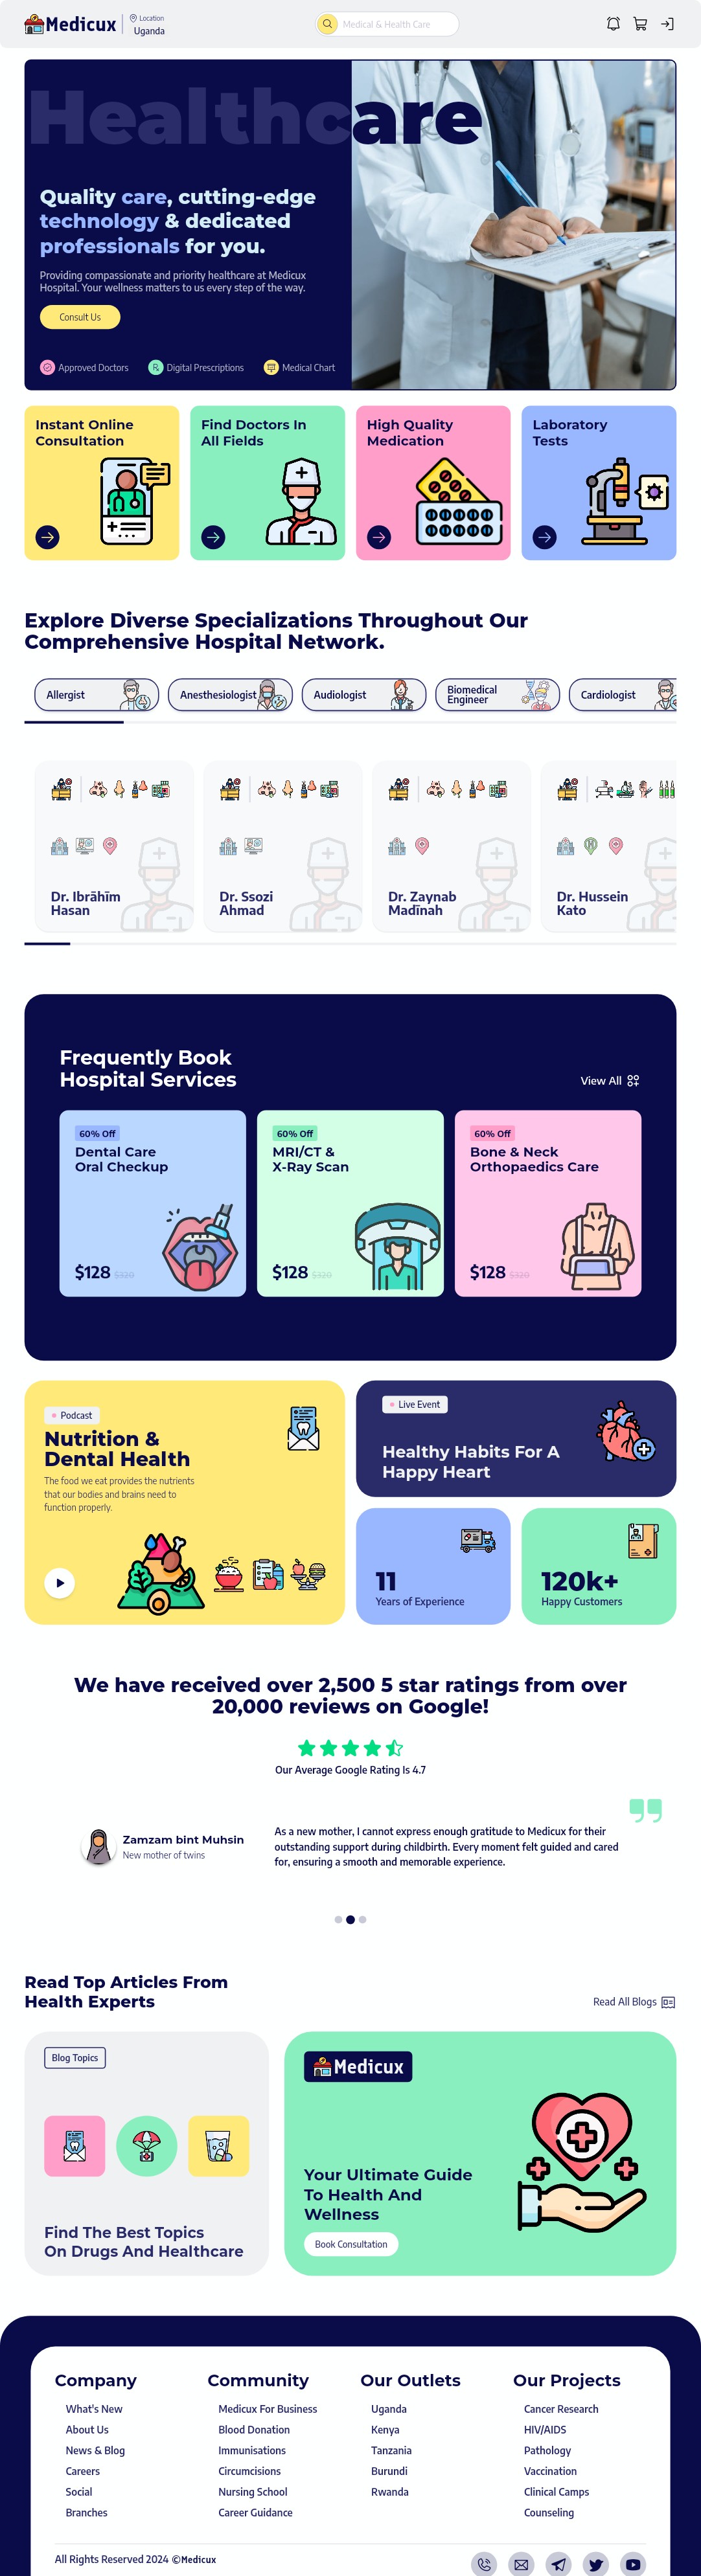 Medicux
Location
Uganda
Medical & Health Care
Healthcare
Quality care, cutting-edge
technology & dedicated
professionals for you.
Providing compassionate and priority healthcare at Medicux
Hospital. Your wellness matters to us every step of the way.
Consult Us
Approved Doctors
Digital Prescriptions
Medical Chart
Instant Online
Consultation
Find Doctors In
All Fields
High Quality
Medication
Laboratory
Tests
Explore Diverse Specializations Throughout Our
Comprehensive Hospital Network.
Allergist
Anesthesiologist
Audiologist
Biomedical
Engineer
Cardiologist
Dr. Ibrāhīm
Hasan
Dr. Ssozi
Ahmad
Dr. Zaynab
Madīnah
Dr. Hussein
Kato
Frequently Book
Hospital Services
View All
60% Off
Dental Care
Oral Checkup
$128 $320
60% Off
MRI/CT &
X-Ray Scan
$128 $320
60% Off
Bone & Neck
Orthopaedics Care
$128 $320
Podcast
Nutrition &
Dental Health
The food we eat provides the nutrients
that our bodies and brains need to
function properly.
Live Event
Healthy Habits For A
Happy Heart
11
Years of Experience
120k+
Happy Customers
We have received over 2,500 5 star ratings from over
20,000 reviews on Google!
Our Average Google Rating Is 4.7
Zamzam bint Muhsin
New mother of twins
As a new mother, I cannot express enough gratitude to Medicux for their
outstanding support during childbirth. Every moment felt guided and cared
for, ensuring a smooth and memorable experience.
Read Top Articles From
Health Experts
Read All Blogs
Blog Topics
Find The Best Topics
On Drugs And Healthcare
Medicux
Your Ultimate Guide
To Health And
Wellness
Book Consultation
Company
What's New
About Us
News & Blog
Careers
Social
Branches
Community
Medicux For Business
Blood Donation
Immunisations
Circumcisions
Nursing School
Career Guidance
Our Outlets
Uganda
Kenya
Tanzania
Burundi
Rwanda
Our Projects
Cancer Research
HIV/AIDS
Pathology
Vaccination
Clinical Camps
Counseling
All Rights Reserved 2024 ©Medicux